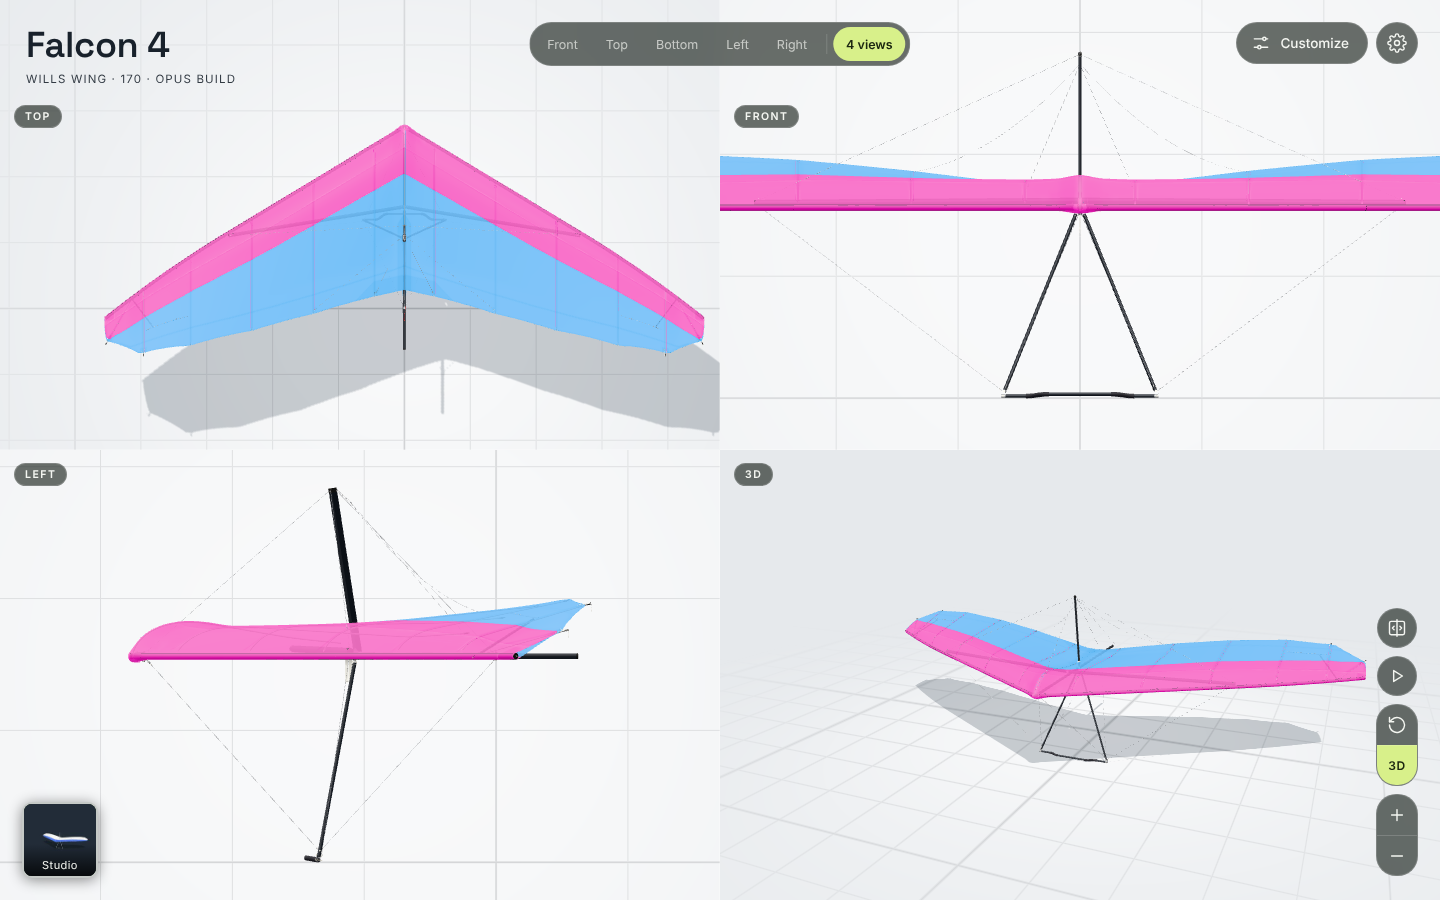 Falcon 4
WILLS WING · 170 · OPUS BUILD
Front Top Bottom Left Right 4 views
Customize
TOP
FRONT
LEFT
3D
3D
Studio